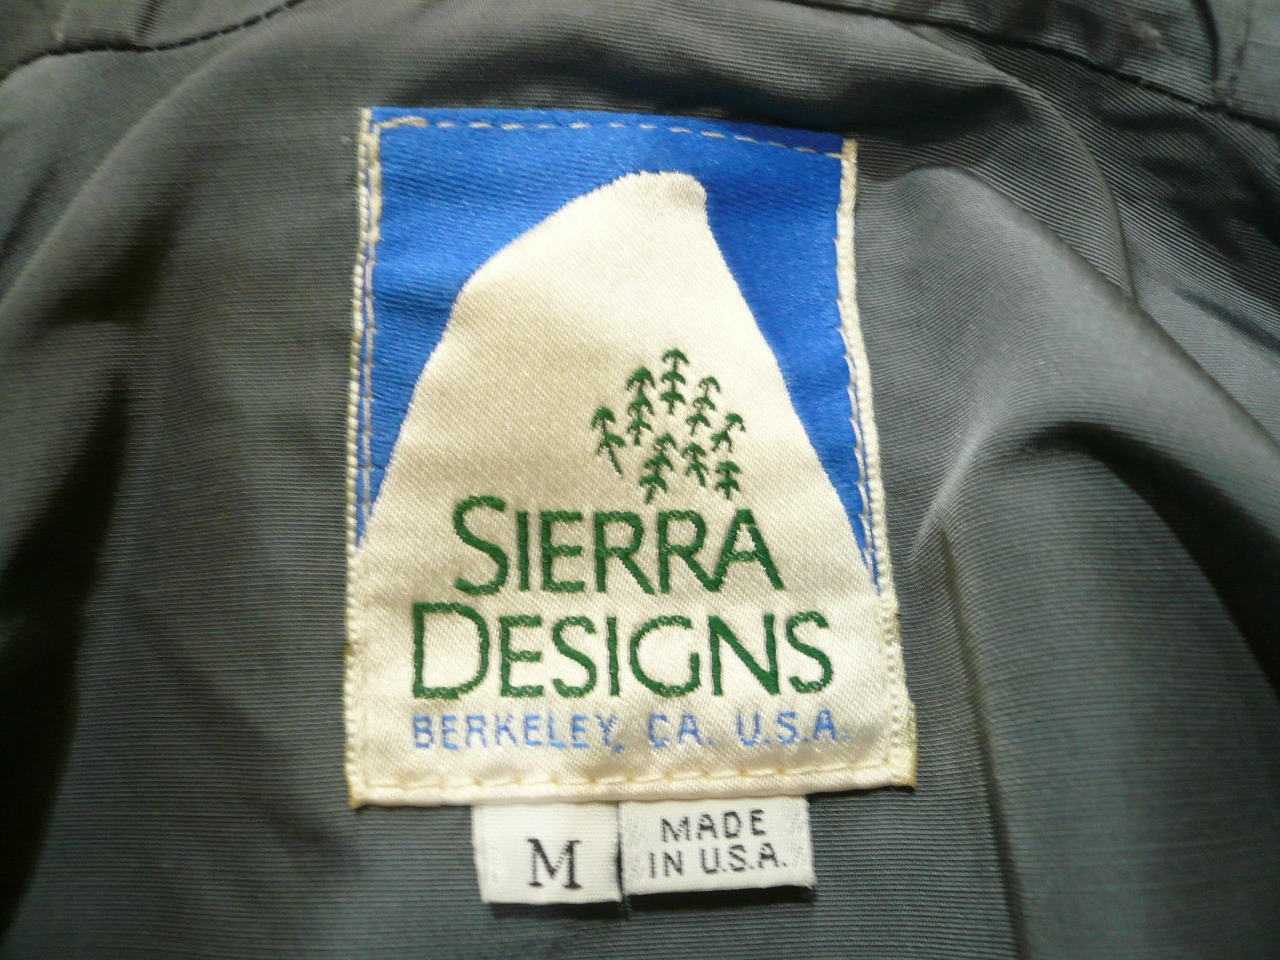 SIERRA
DESIGNS
BERKELEY, CA. U.S.A.
M
MADE
IN U.S.A.